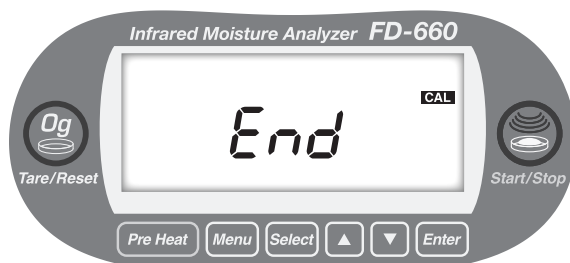 Infrared Moisture Analyzer FD-660
CAL
0g
End
Tare/Reset
Start/Stop
Pre Heat Menu Select ▲ ▼ Enter